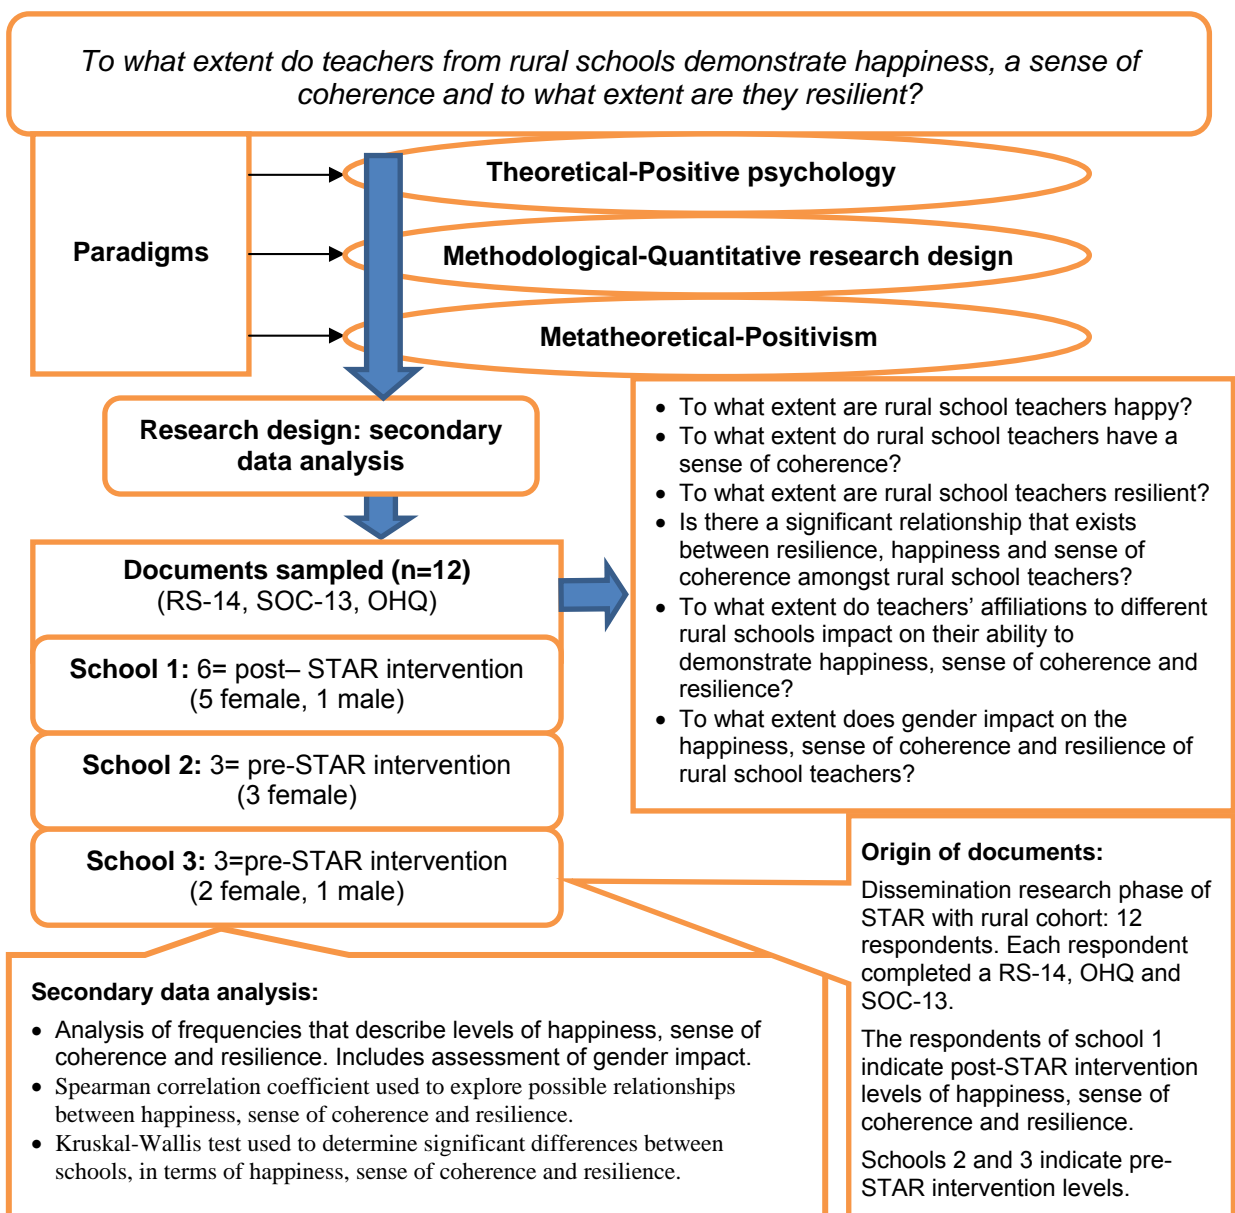 To what extent do teachers from rural schools demonstrate happiness, a sense of
coherence and to what extent are they resilient?
Paradigms
Theoretical-Positive psychology
Methodological-Quantitative research design
Metatheoretical-Positivism
Research design: secondary
data analysis
Documents sampled (n=12)
(RS-14, SOC-13, OHQ)
School 1: 6= post– STAR intervention
(5 female, 1 male)
School 2: 3= pre-STAR intervention
(3 female)
School 3: 3=pre-STAR intervention
(2 female, 1 male)
• To what extent are rural school teachers happy?
• To what extent do rural school teachers have a
sense of coherence?
• To what extent are rural school teachers resilient?
• Is there a significant relationship that exists
between resilience, happiness and sense of
coherence amongst rural school teachers?
• To what extent do teachers’ affiliations to different
rural schools impact on their ability to
demonstrate happiness, sense of coherence and
resilience?
• To what extent does gender impact on the
happiness, sense of coherence and resilience of
rural school teachers?
Origin of documents:
Dissemination research phase of
STAR with rural cohort: 12
respondents. Each respondent
completed a RS-14, OHQ and
SOC-13.
The respondents of school 1
indicate post-STAR intervention
levels of happiness, sense of
coherence and resilience.
Schools 2 and 3 indicate pre-
STAR intervention levels.
Secondary data analysis:
• Analysis of frequencies that describe levels of happiness, sense of
coherence and resilience. Includes assessment of gender impact.
• Spearman correlation coefficient used to explore possible relationships
between happiness, sense of coherence and resilience.
• Kruskal-Wallis test used to determine significant differences between
schools, in terms of happiness, sense of coherence and resilience.